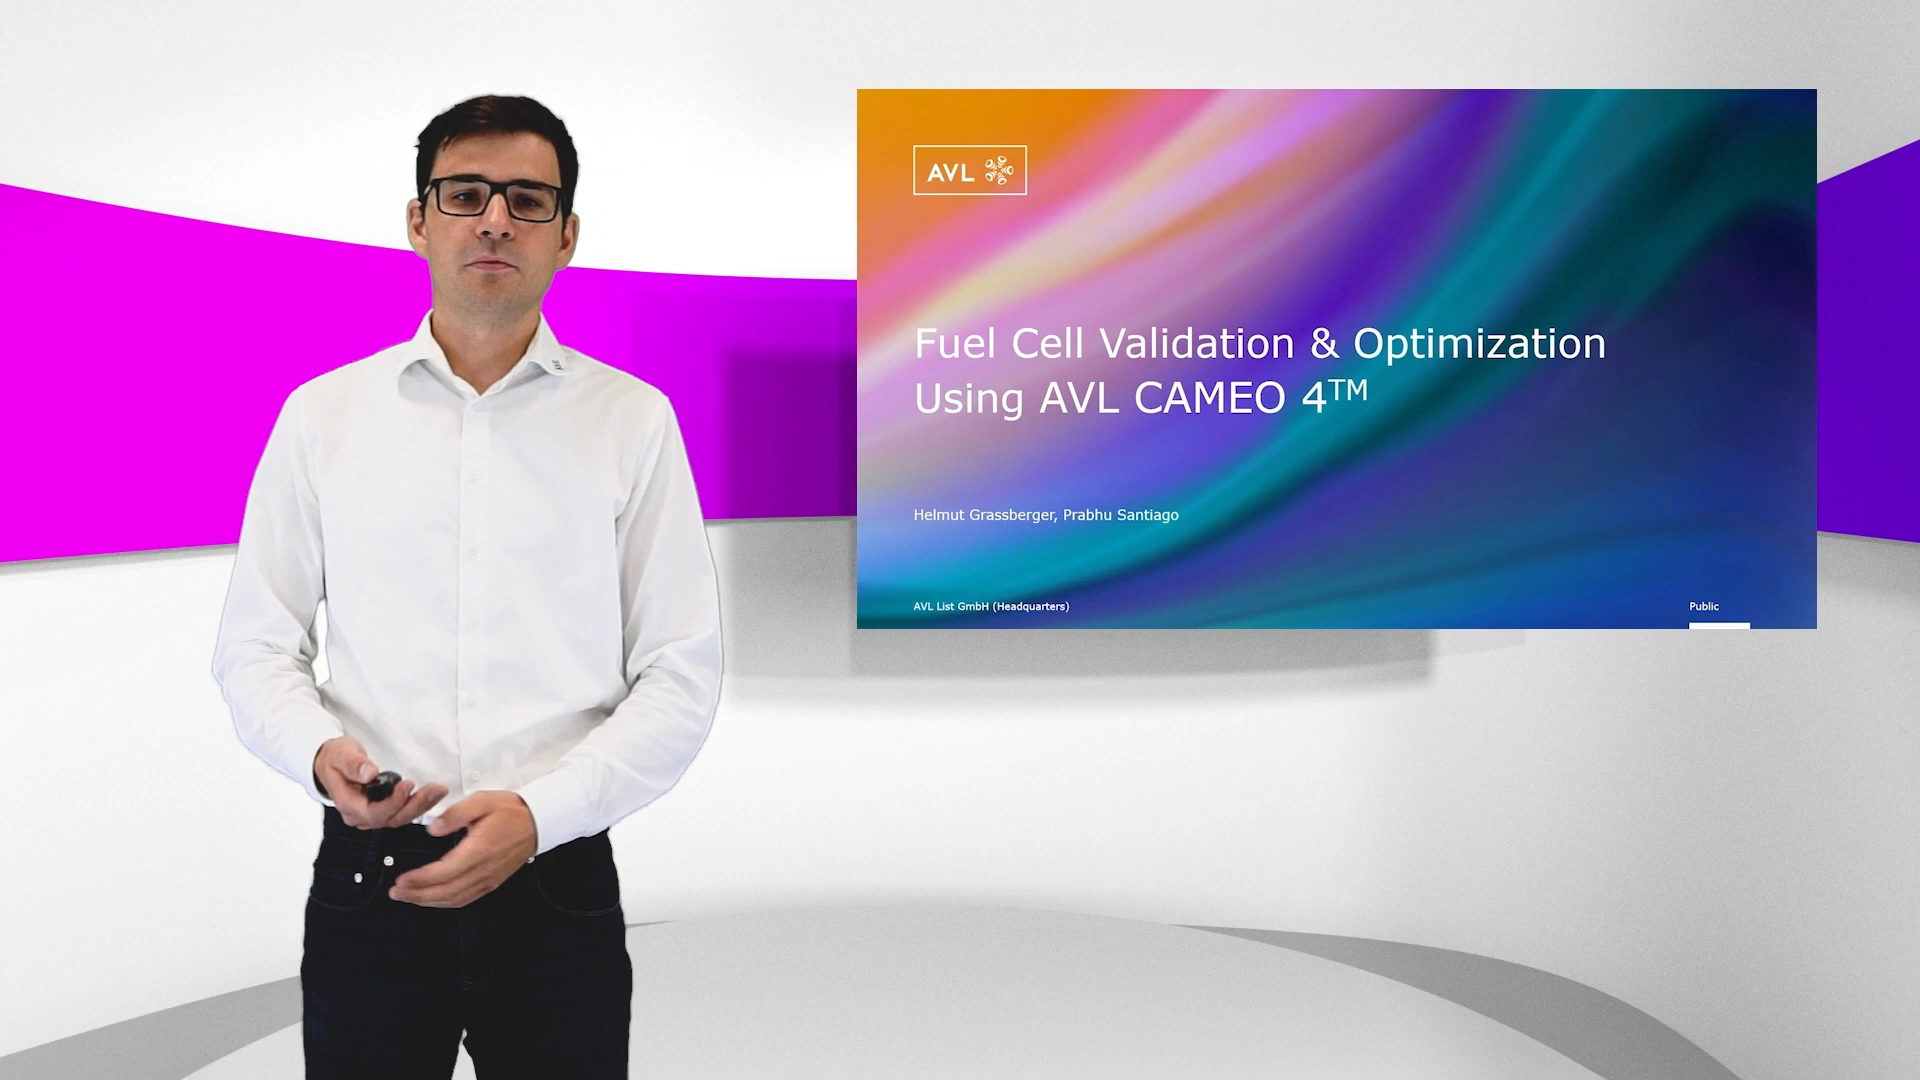 AVL
Fuel Cell Validation & Optimization
Using AVL CAMEO 4™
Helmut Grassberger, Prabhu Santiago
AVL List GmbH (Headquarters)
Public